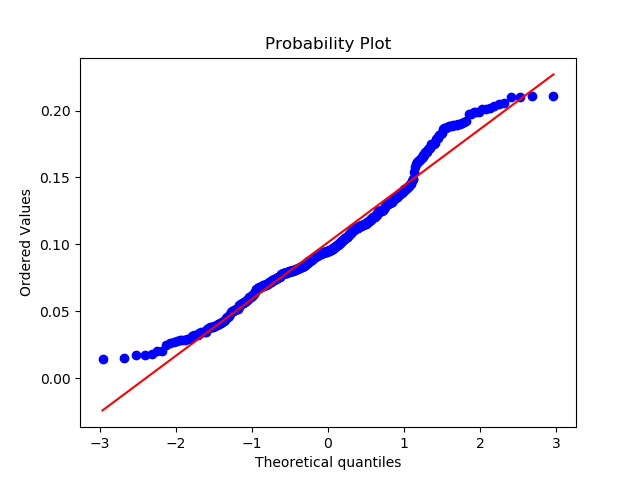 Probability Plot
0.20
0.15
0.10
0.05
0.00
Ordered Values
−3 −2 −1 0 1 2 3
Theoretical quantiles